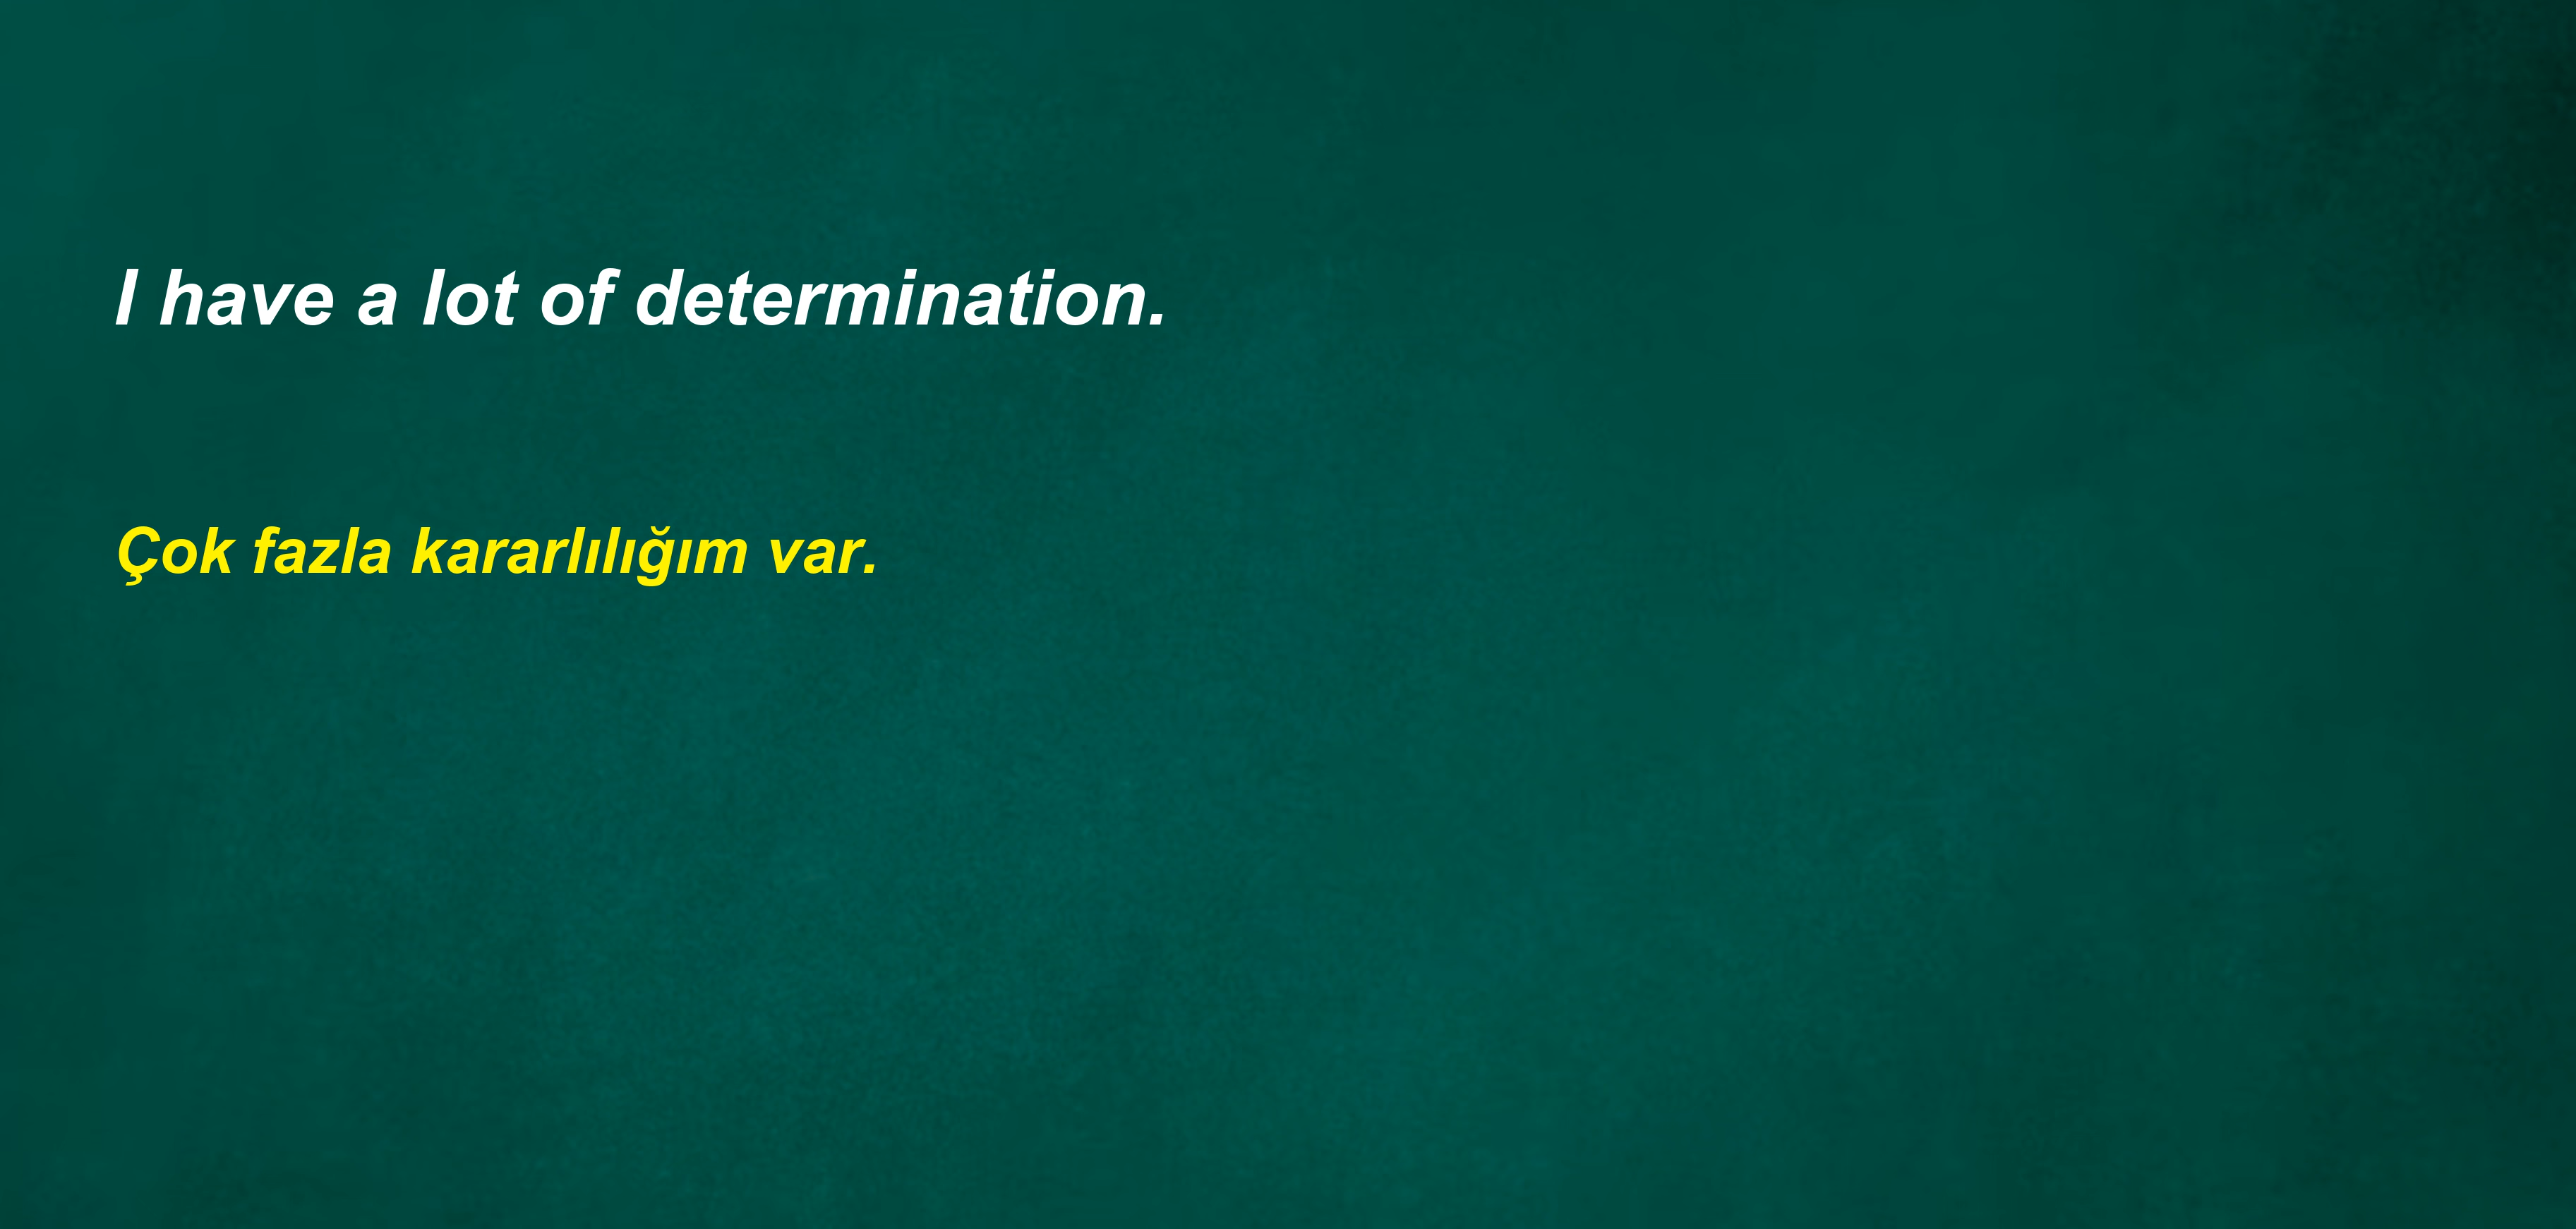 I have a lot of determination.
Çok fazla kararlılığım var.